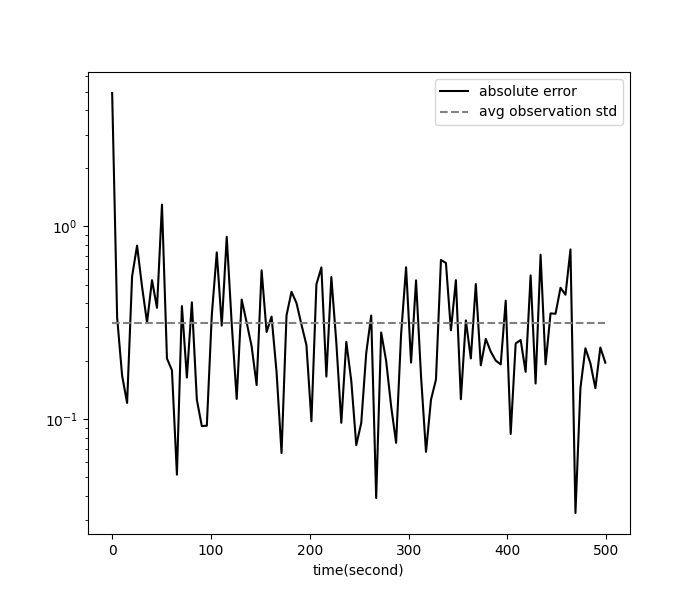 absolute error
avg observation std
10⁰
10⁻¹
0 100 200 300 400 500
time(second)